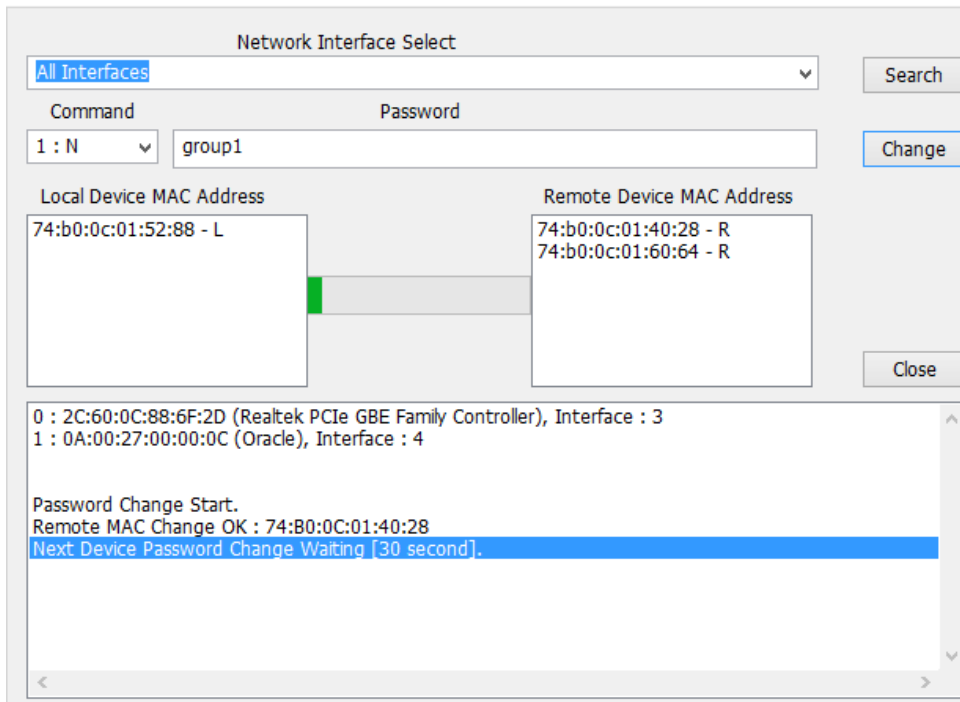 Network Interface Select
All Interfaces
Search
Command
Password
1 : N
group1
Change
Local Device MAC Address
Remote Device MAC Address
74:b0:0c:01:52:88 - L
74:b0:0c:01:40:28 - R
74:b0:0c:01:60:64 - R
Close
0 : 2C:60:0C:88:6F:2D (Realtek PCIe GBE Family Controller), Interface : 3
1 : 0A:00:27:00:00:0C (Oracle), Interface : 4
Password Change Start.
Remote MAC Change OK : 74:B0:0C:01:40:28
Next Device Password Change Waiting [30 second].